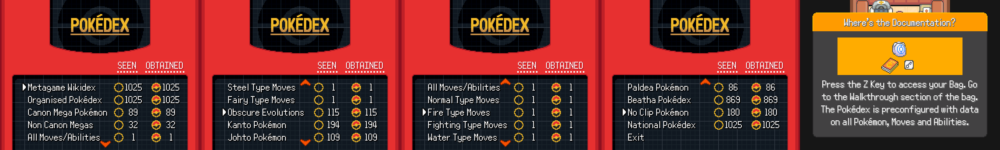 POKÉDEX
SEEN OBTAINED
Metagame Wikidex 1025 1025
Organised Pokédex 1025 1025
Canon Mega Pokémon 89 89
Non Canon Megas 32 32
All Moves/Abilities 1 1
POKÉDEX
SEEN OBTAINED
Steel Type Moves 1 1
Fairy Type Moves 1 1
Obscure Evolutions 115 115
Kanto Pokémon 194 194
Johto Pokémon 109 109
POKÉDEX
SEEN OBTAINED
All Moves/Abilities 1 1
Normal Type Moves 1 1
Fire Type Moves 1 1
Fighting Type Moves 1 1
Water Type Moves 1 1
POKÉDEX
SEEN OBTAINED
Paldea Pokémon 86 86
Beatha Pokédex 869 869
No Clip Pokémon 180 180
National Pokédex 1025 1025
Exit
Where's the Documentation?
Press the Z Key to access your Bag. Go
to the Walkthrough section of the bag.
The Pokédex is preconfigured with data
on all Pokémon, Moves and Abilities.